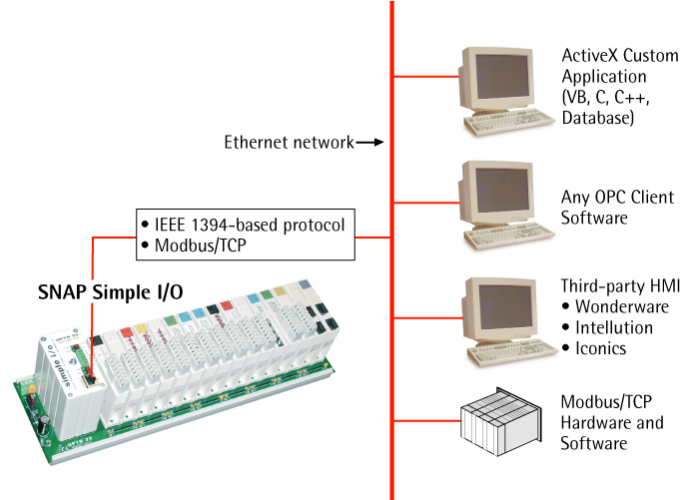 ActiveX Custom
Application
(VB, C, C++,
Database)
Ethernet network
Any OPC Client
Software
• IEEE 1394-based protocol
• Modbus/TCP
SNAP Simple I/O
Third-party HMI
• Wonderware
• Intellution
• Iconics
simple i/o
Modbus/TCP
Hardware and
Software